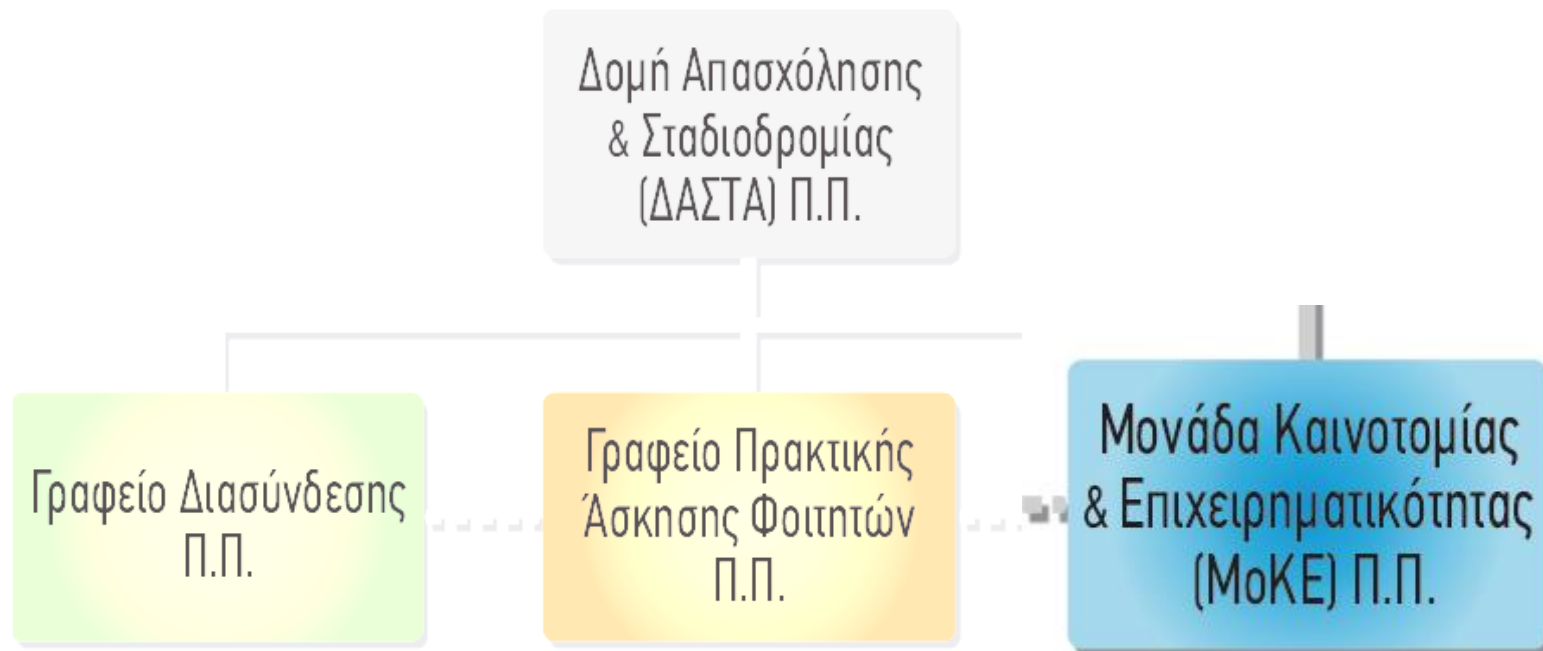 Δομή Απασχόλησης
& Σταδιοδρομίας
(ΔΑΣΤΑ) Π.Π.
Γραφείο Διασύνδεσης
Π.Π.
Γραφείο Πρακτικής
Άσκησης Φοιτητών
Π.Π.
Μονάδα Καινοτομίας
& Επιχειρηματικότητας
(ΜοΚΕ) Π.Π.